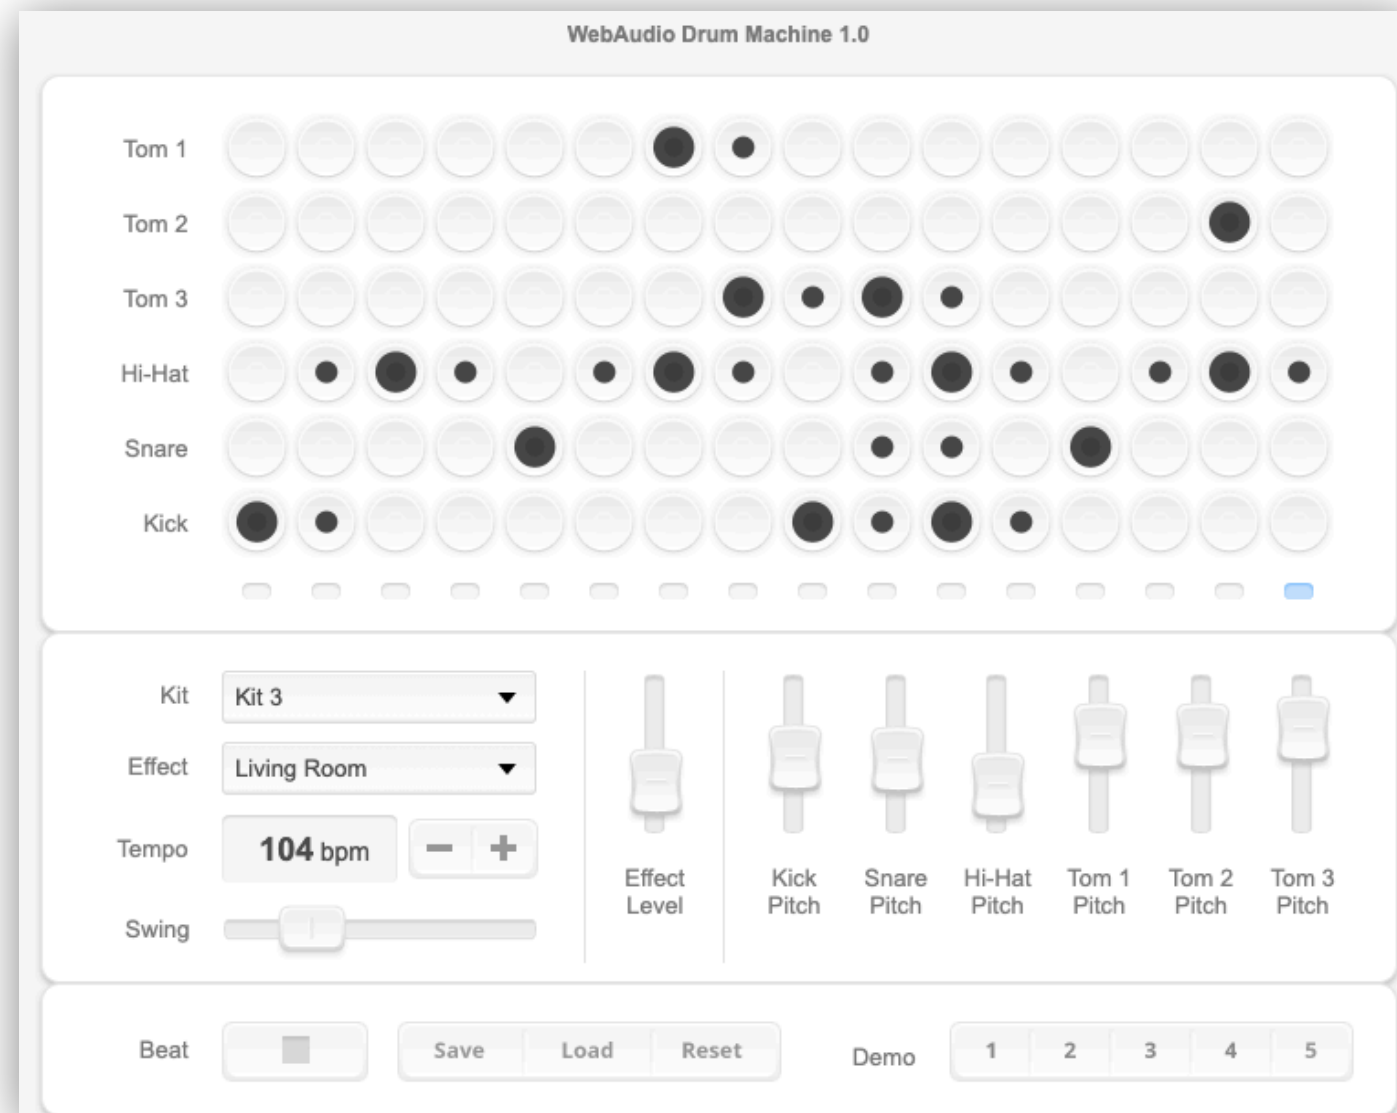 WebAudio Drum Machine 1.0
Tom 1
Tom 2
Tom 3
Hi-Hat
Snare
Kick
Kit
Kit 3
Effect
Living Room
Tempo
104 bpm
Swing
Effect
Level
Kick
Pitch
Snare
Pitch
Hi-Hat
Pitch
Tom 1
Pitch
Tom 2
Pitch
Tom 3
Pitch
Beat
Save
Load
Reset
Demo
1
2
3
4
5